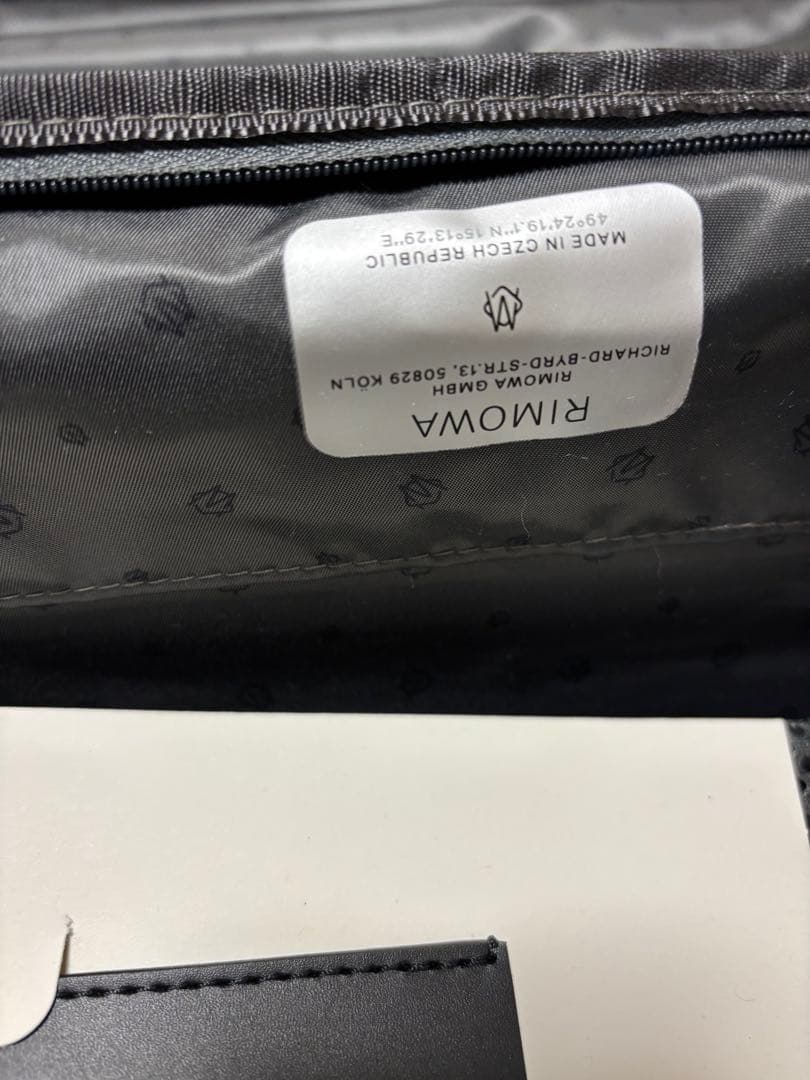 RIMOWA
RIMOWA GMBH
RICHARD-BYRD-STR.13, 50829 KÖLN
MADE IN CZECH REPUBLIC
49°24'19.1''N 15°13'29''E